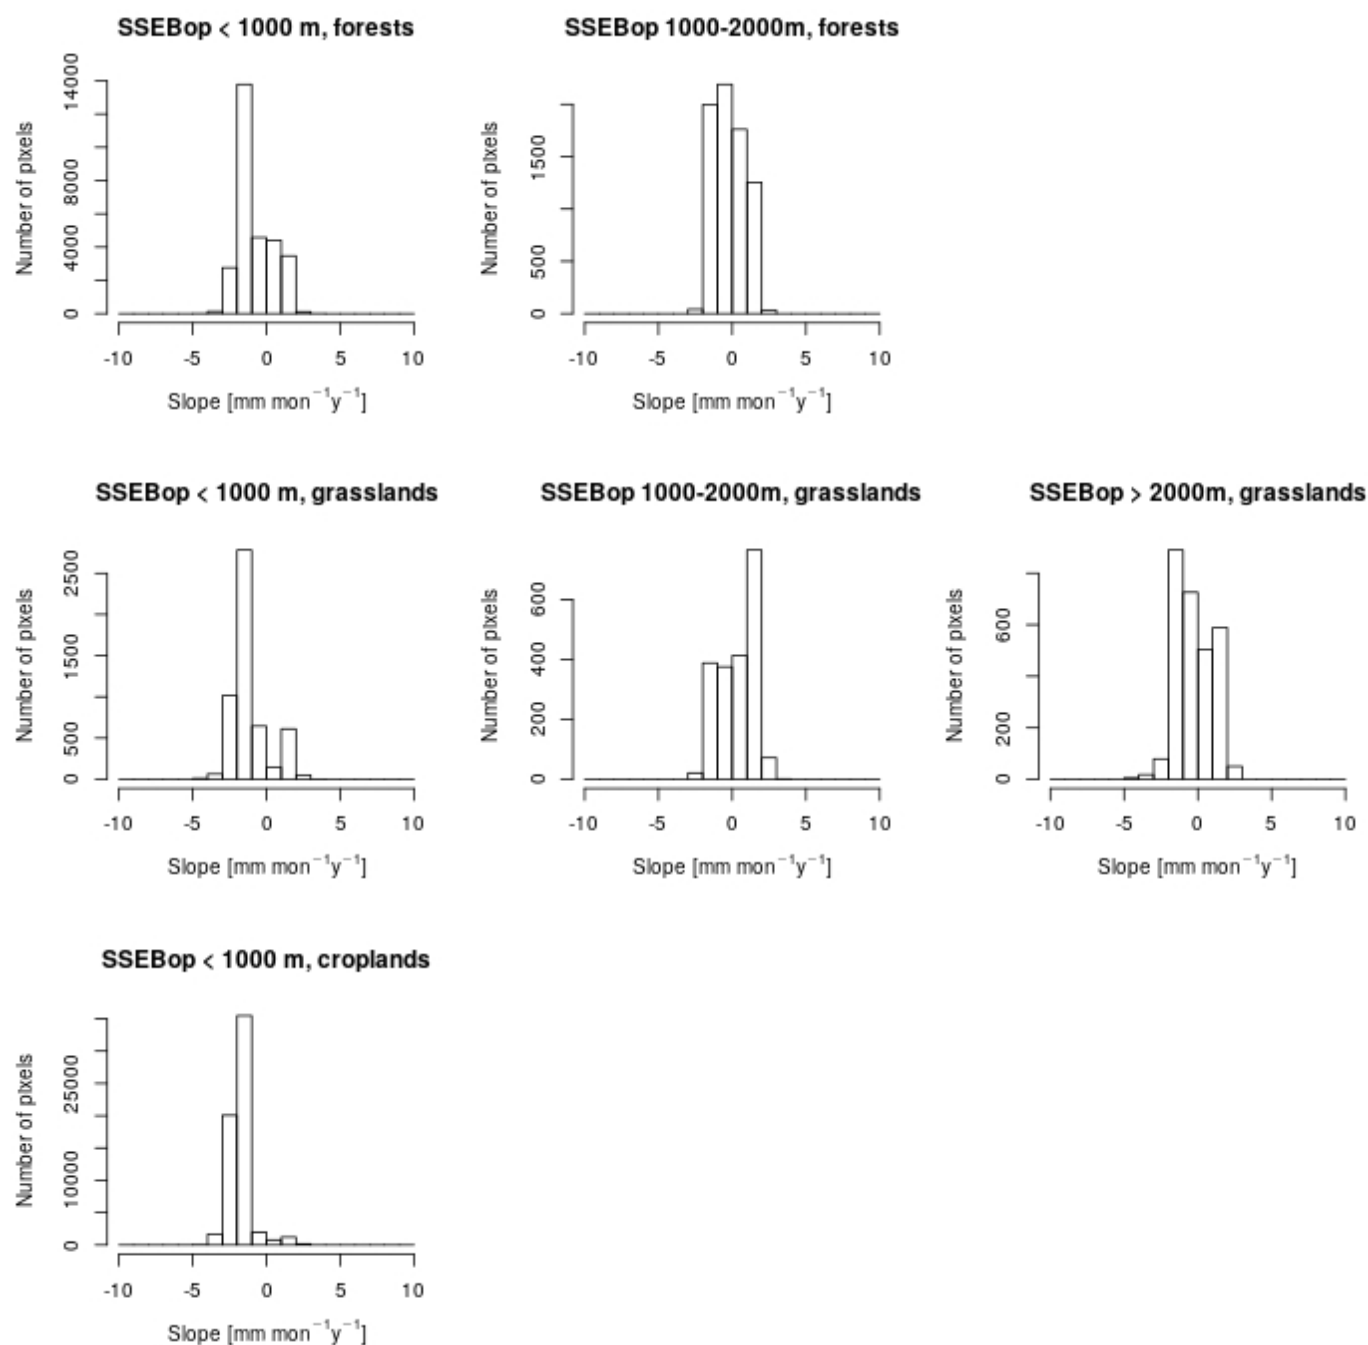 SSEBop < 1000 m, forests
Number of pixels
0 4000 8000 14000
-10 -5 0 5 10
Slope [mm mon⁻¹y⁻¹]
SSEBop 1000-2000m, forests
Number of pixels
0 500 1500
-10 -5 0 5 10
Slope [mm mon⁻¹y⁻¹]
SSEBop < 1000 m, grasslands
Number of pixels
0 500 1500 2500
-10 -5 0 5 10
Slope [mm mon⁻¹y⁻¹]
SSEBop 1000-2000m, grasslands
Number of pixels
0 200 400 600
-10 -5 0 5 10
Slope [mm mon⁻¹y⁻¹]
SSEBop > 2000m, grasslands
Number of pixels
0 200 600
-10 -5 0 5 10
Slope [mm mon⁻¹y⁻¹]
SSEBop < 1000 m, croplands
Number of pixels
0 10000 25000
-10 -5 0 5 10
Slope [mm mon⁻¹y⁻¹]